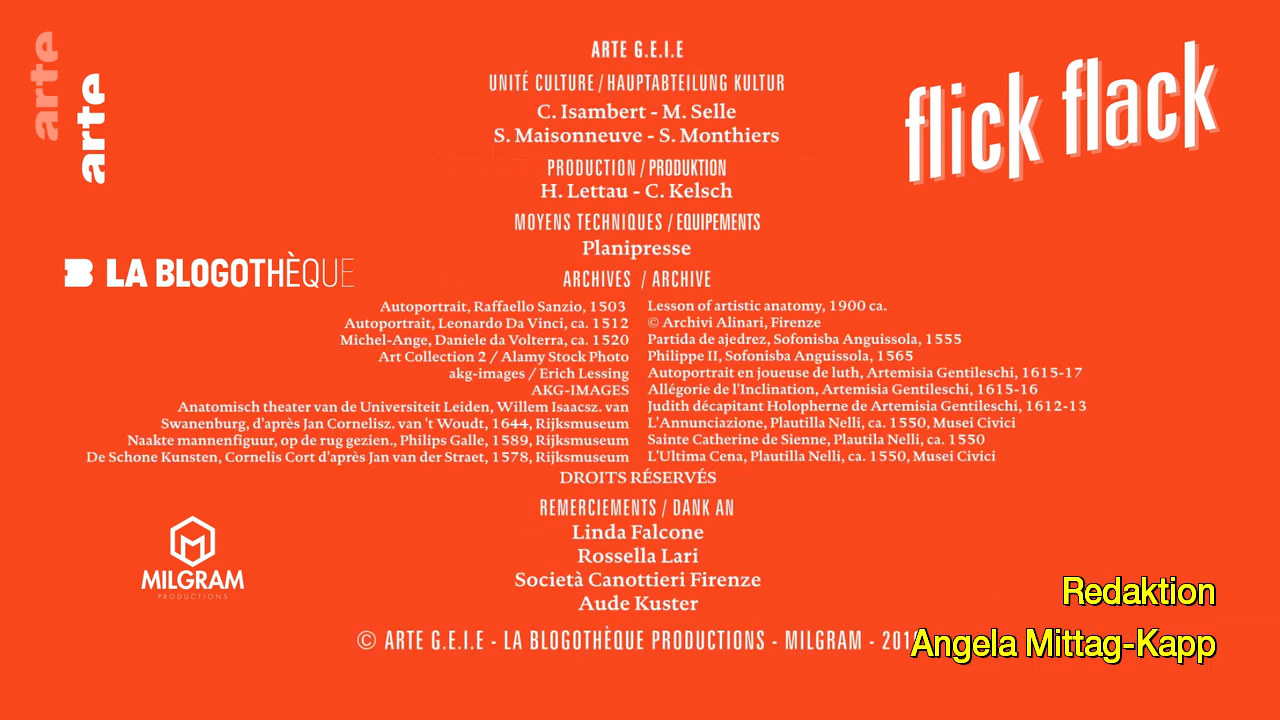 arte
arte
flick flack
ARTE G.E.I.E
UNITÉ CULTURE / HAUPTABTEILUNG KULTUR
C. Isambert - M. Selle
S. Maisonneuve - S. Monthiers
PRODUCTION / PRODUKTION
H. Lettau - C. Kelsch
MOYENS TECHNIQUES / EQUIPEMENTS
Planipresse
LA BLOGOTHÈQUE
ARCHIVES / ARCHIVE
Autoportrait, Raffaello Sanzio, 1503
Autoportrait, Leonardo Da Vinci, ca. 1512
Michel-Ange, Daniele da Volterra, ca. 1520
Art Collection 2 / Alamy Stock Photo
akg-images / Erich Lessing
AKG-IMAGES
Anatomisch theater van de Universiteit Leiden, Willem Isaacsz. van
Swanenburg, d'après Jan Cornelisz. van 't Woudt, 1644, Rijksmuseum
Naakte mannenfiguur, op de rug gezien., Philips Galle, 1589, Rijksmuseum
De Schone Kunsten, Cornelis Cort d'après Jan van der Straet, 1578, Rijksmuseum
Lesson of artistic anatomy, 1900 ca.
© Archivi Alinari, Firenze
Partida de ajedrez, Sofonisba Anguissola, 1555
Philippe II, Sofonisba Anguissola, 1565
Autoportrait en joueuse de luth, Artemisia Gentileschi, 1615-17
Allégorie de l'Inclination, Artemisia Gentileschi, 1615-16
Judith décapitant Holopherne de Artemisia Gentileschi, 1612-13
L'Annunciazione, Plautilla Nelli, ca. 1550, Musei Civici
Sainte Catherine de Sienne, Plautila Nelli, ca. 1550
L'Ultima Cena, Plautilla Nelli, ca. 1550, Musei Civici
DROITS RÉSERVÉS
REMERCIEMENTS / DANK AN
Linda Falcone
Rossella Lari
Società Canottieri Firenze
Aude Kuster
MILGRAM
PRODUCTIONS
© ARTE G.E.I.E - LA BLOGOTHÈQUE PRODUCTIONS - MILGRAM -
Redaktion
Angela Mittag-Kapp